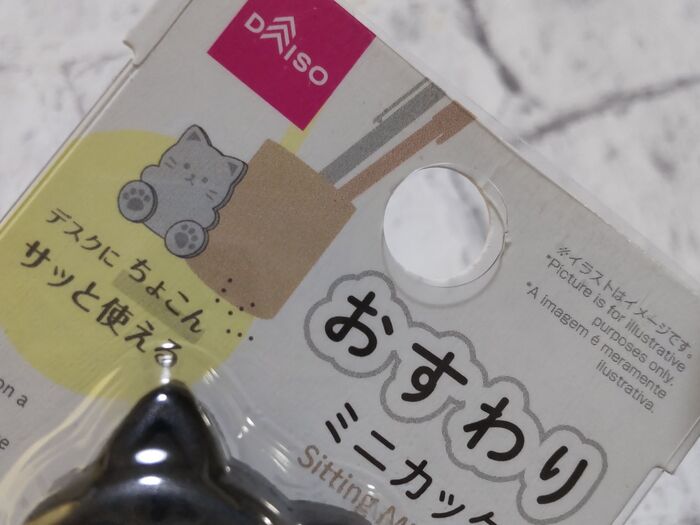 DAISO
デスクに ちょこん
サッと使える
※イラストはイメージです。
*Picture is for illustrative
purposes only.
*A imagem é meramente
ilustrativa.
おすわり
ミニカッ
Sitting
on a